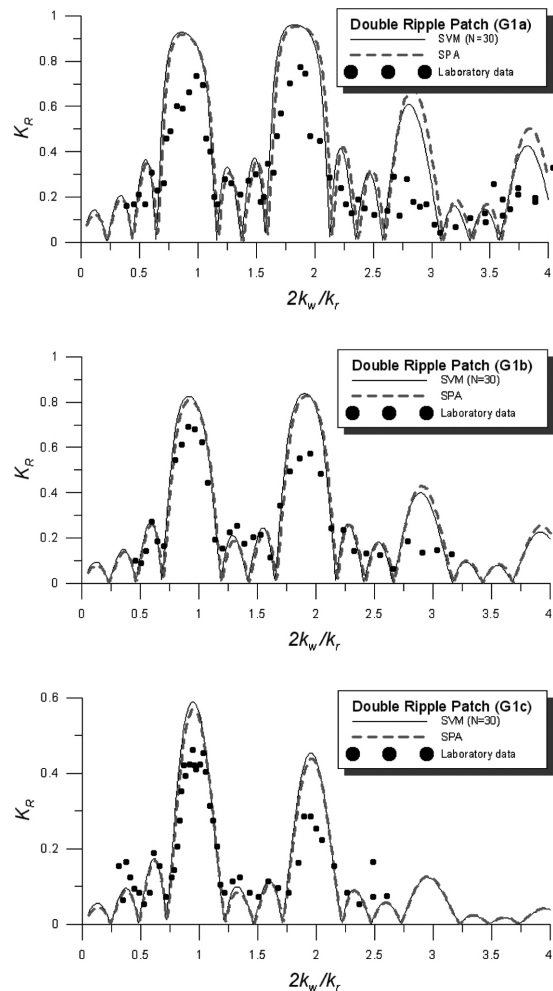 Double Ripple Patch (G1a)
SVM (N=30)
SPA
Laboratory data
1
0.8
0.6
0.4
0.2
0
K_R
0 0.5 1 1.5 2 2.5 3 3.5 4
2k_w/k_r
Double Ripple Patch (G1b)
SVM (N=30)
SPA
Laboratory data
1
0.8
0.6
0.4
0.2
0
K_R
0 0.5 1 1.5 2 2.5 3 3.5 4
2k_w/k_r
Double Ripple Patch (G1c)
SVM (N=30)
SPA
Laboratory data
0.6
0.4
0.2
0
K_R
0 0.5 1 1.5 2 2.5 3 3.5 4
2k_w/k_r